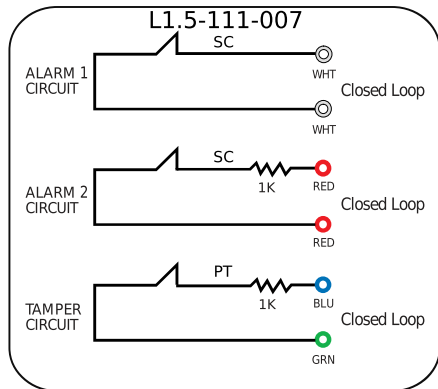 L1.5-111-007
SC
WHT
ALARM 1
CIRCUIT
Closed Loop
WHT
SC
1K
RED
ALARM 2
CIRCUIT
Closed Loop
RED
PT
1K
BLU
TAMPER
CIRCUIT
Closed Loop
GRN